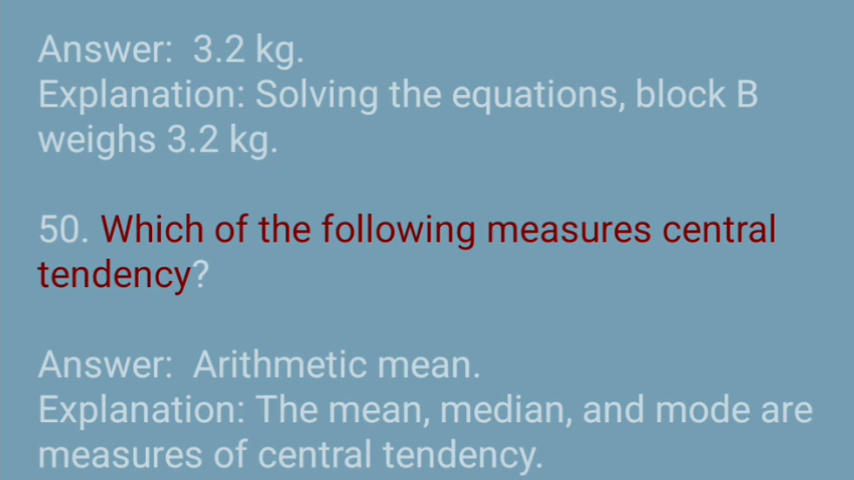 Answer:  3.2 kg.
Explanation: Solving the equations, block B
weighs 3.2 kg.
50. Which of the following measures central
tendency?
Answer:  Arithmetic mean.
Explanation: The mean, median, and mode are
measures of central tendency.